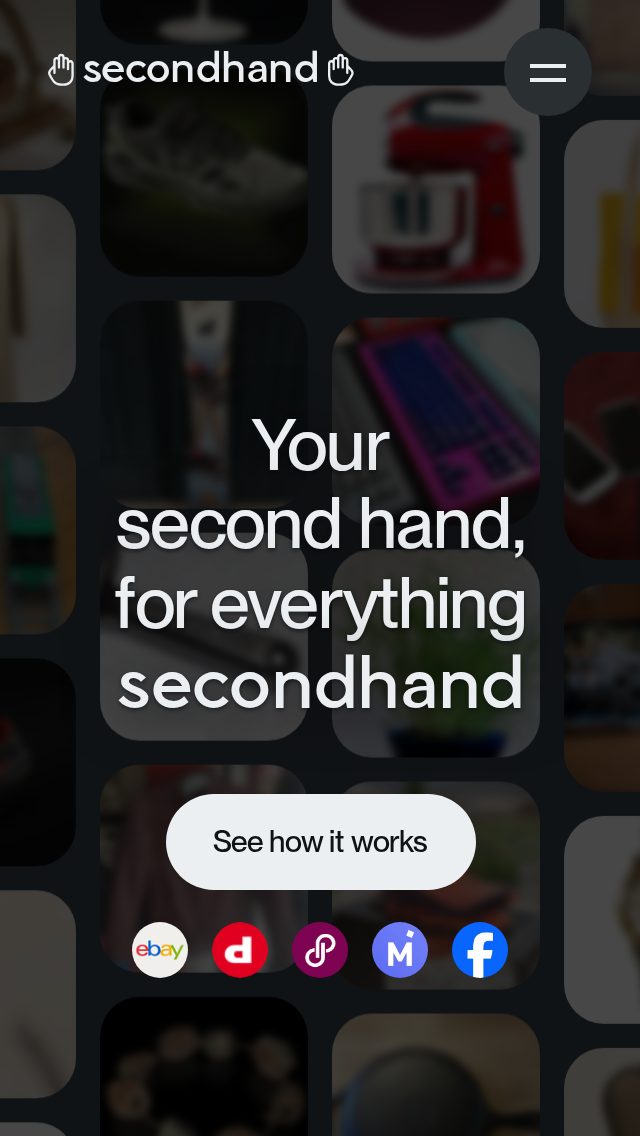 secondhand
Your
second hand,
for everything
secondhand
See how it works
ebay
d
M
f